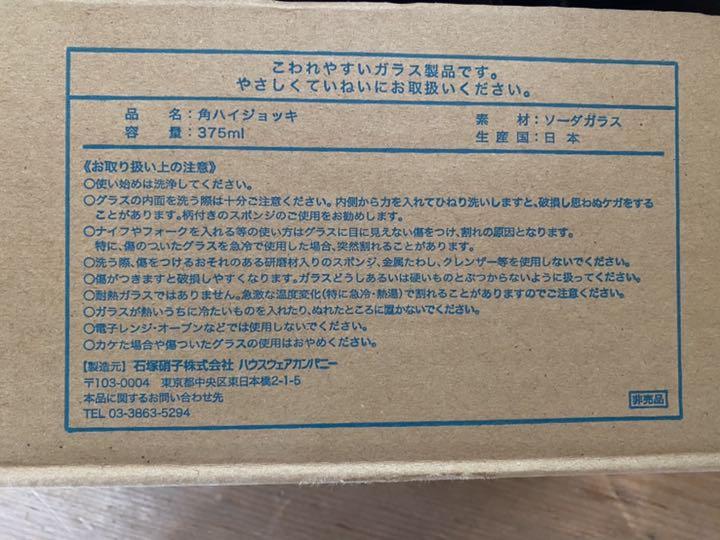 こわれやすいガラス製品です。
やさしくていねいにお取扱いください。
品名：角ハイジョッキ 素材：ソーダガラス
容量：375ml 生産国：日本
《お取り扱い上の注意》
○使い始めは洗浄してください。
○グラスの内面を洗う際は十分ご注意ください。内側から力を入れてひねり洗いしますと、破損し思わぬケガをする
ことがあります。柄付きのスポンジのご使用をお勧めします。
○ナイフやフォークを入れる等の使い方はグラスに目に見えない傷をつけ、割れの原因となります。
特に、傷のついたグラスを急冷で使用した場合、突然割れることがあります。
○洗う際、傷をつけるおそれのある研磨材入りのスポンジ、金属たわし、クレンザー等を使用しないでください。
○傷がつきますと破損しやすくなります。ガラスどうしあるいは硬いものとぶつからないように扱ってください。
○耐熱ガラスではありません。急激な温度変化（特に急冷・熱湯）で割れることがありますのでご注意ください。
○ガラスが熱いうちに冷たいものを入れたり、ぬれたところに置かないでください。
○電子レンジ・オーブンなどでは使用しないでください。
○カケた場合や傷ついたグラスの使用はおやめください。
【製造元】石塚硝子株式会社 ハウスウェアカンパニー
〒103-0004 東京都中央区東日本橋2-1-5
本品に関するお問い合わせ先
TEL 03-3863-5294
非売品